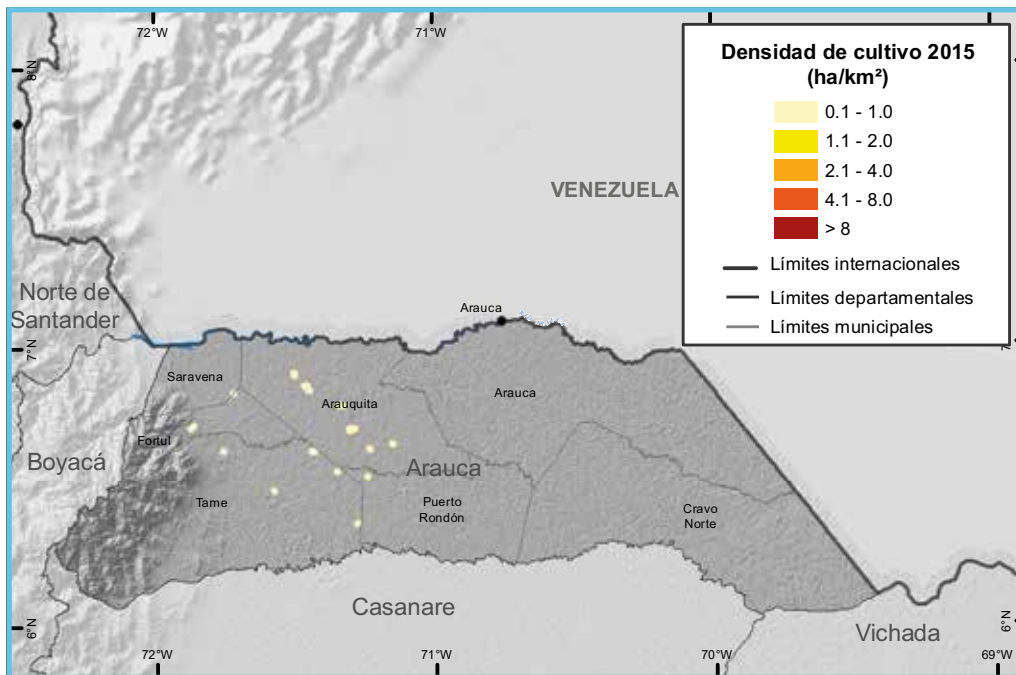 72°W
71°W
8°N
Densidad de cultivo 2015
(ha/km²)
0.1 - 1.0
1.1 - 2.0
2.1 - 4.0
4.1 - 8.0
> 8
Límites internacionales
Límites departamentales
Límites municipales
VENEZUELA
Norte de
Santander
Arauca
7°N
7
Saravena
Arauquita
Arauca
Fortul
Boyacá
Arauca
Tame
Puerto
Rondón
Cravo
Norte
Casanare
Vichada
6°N
6°N
72°W
71°W
70°W
69°W